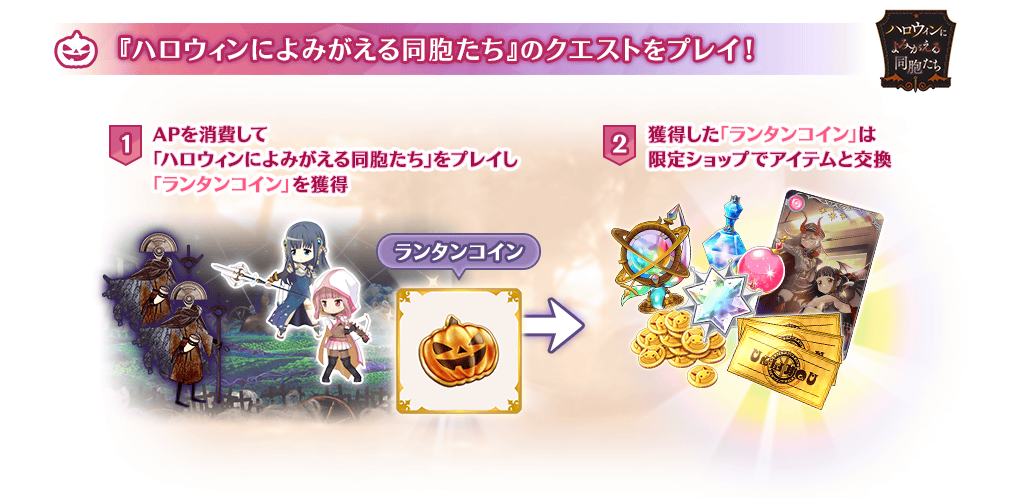 『ハロウィンによみがえる同胞たち』のクエストをプレイ！
ハロウィンに
よみがえる
同胞たち
1
APを消費して
「ハロウィンによみがえる同胞たち」をプレイし
「ランタンコイン」を獲得
2
獲得した「ランタンコイン」は
限定ショップでアイテムと交換
ランタンコイン